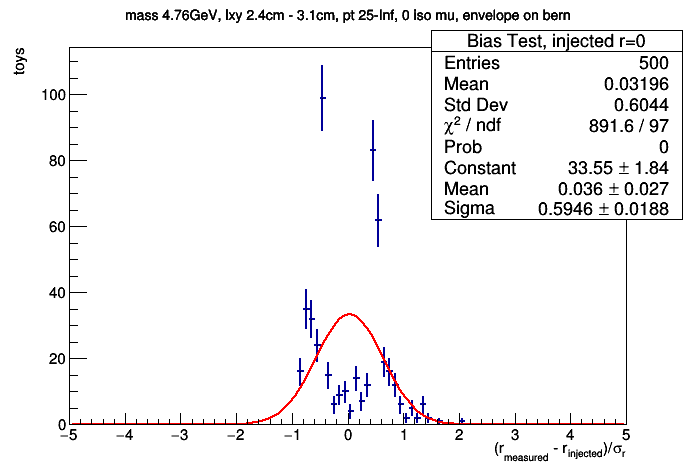 mass 4.76GeV, lxy 2.4cm - 3.1cm, pt 25-Inf, 0 Iso mu, envelope on bern
Bias Test, injected r=0
Entries 500
Mean 0.03196
Std Dev 0.6044
χ² / ndf 891.6 / 97
Prob 0
Constant 33.55 ± 1.84
Mean 0.036 ± 0.027
Sigma 0.5946 ± 0.0188
toys
100
80
60
40
20
0
−5 −4 −3 −2 −1 0 1 2 3 4 5
(r_measured - r_injected)/σ_r